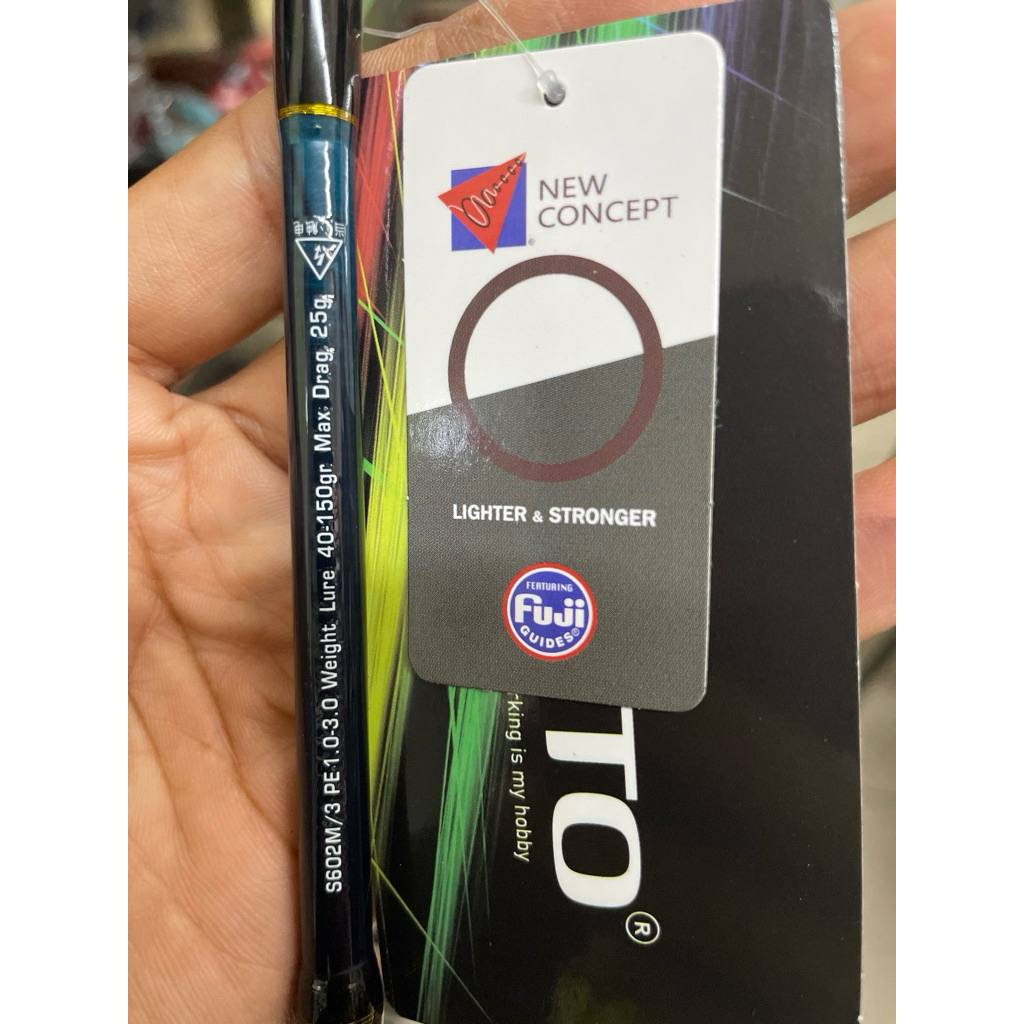 NEW
CONCEPT
LIGHTER & STRONGER
FEATURING
Fuji
GUIDES®
TO®
rking is my hobby
S602M/3 PE 1.0-3.0 Weight Lure 40-150gr Max Drag 25g